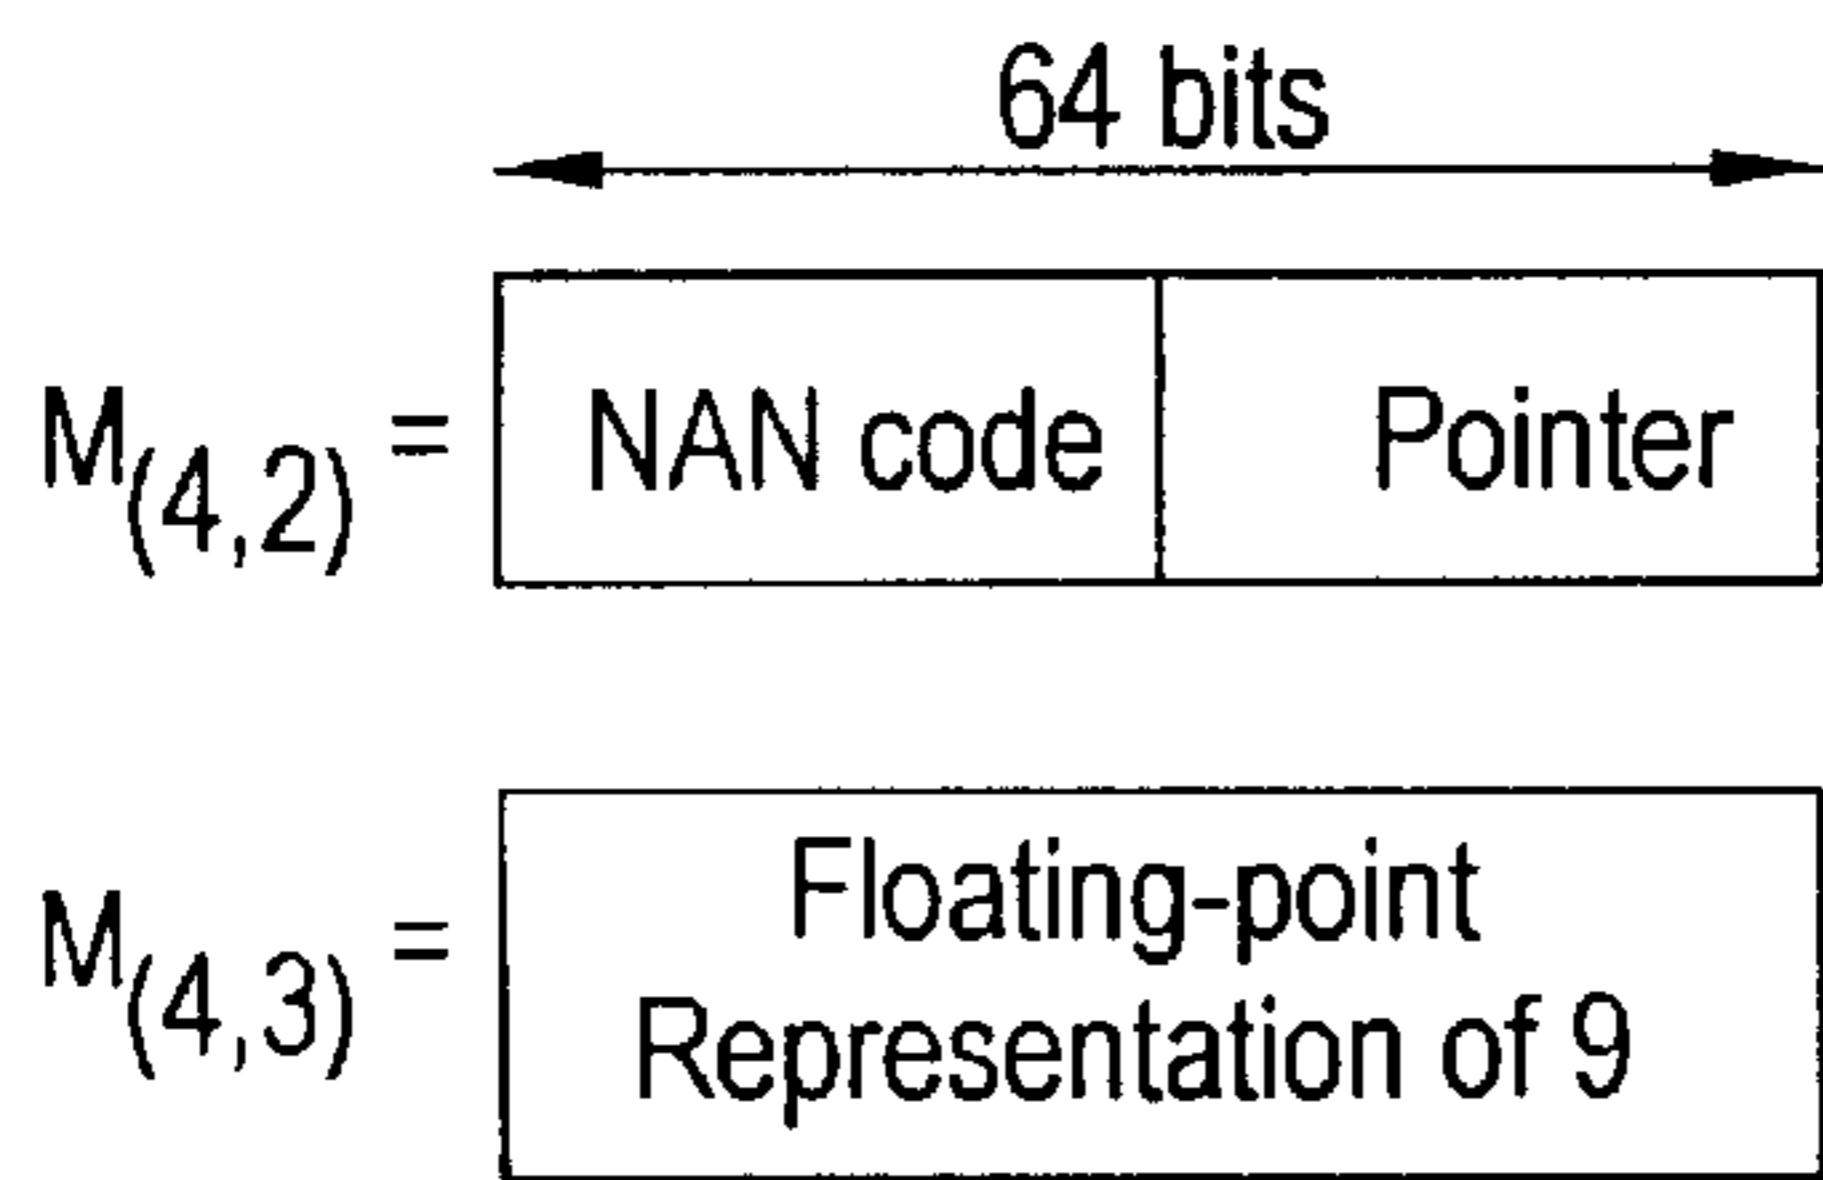 64 bits
M(4,2) = NAN code Pointer
M(4,3) = Floating-point
Representation of 9